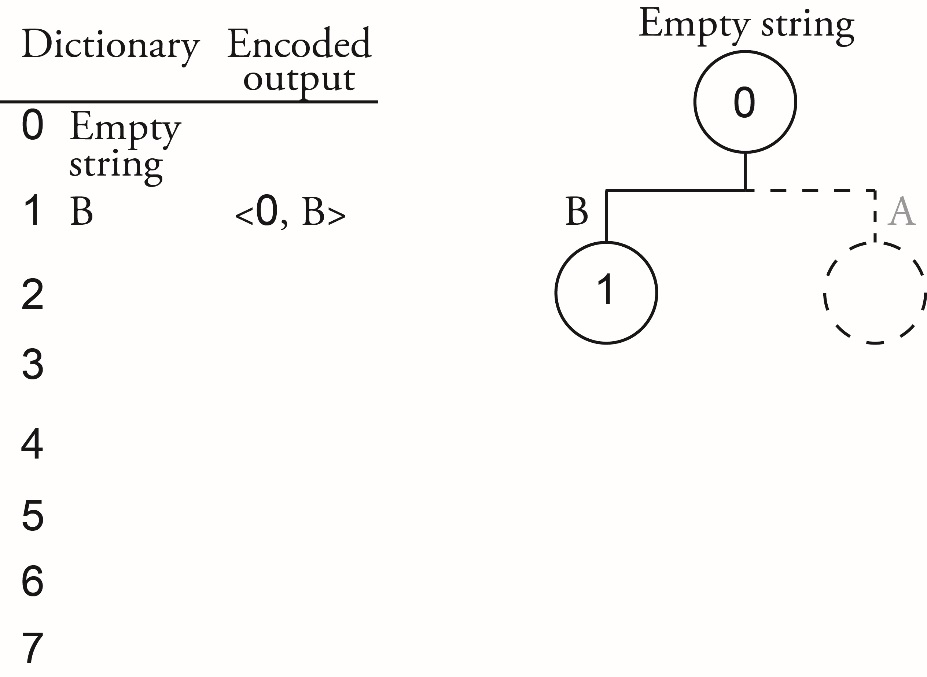 Dictionary Encoded output
0 Empty string
1 B <0, B>
2
3
4
5
6
7
Empty string
0
B A
1